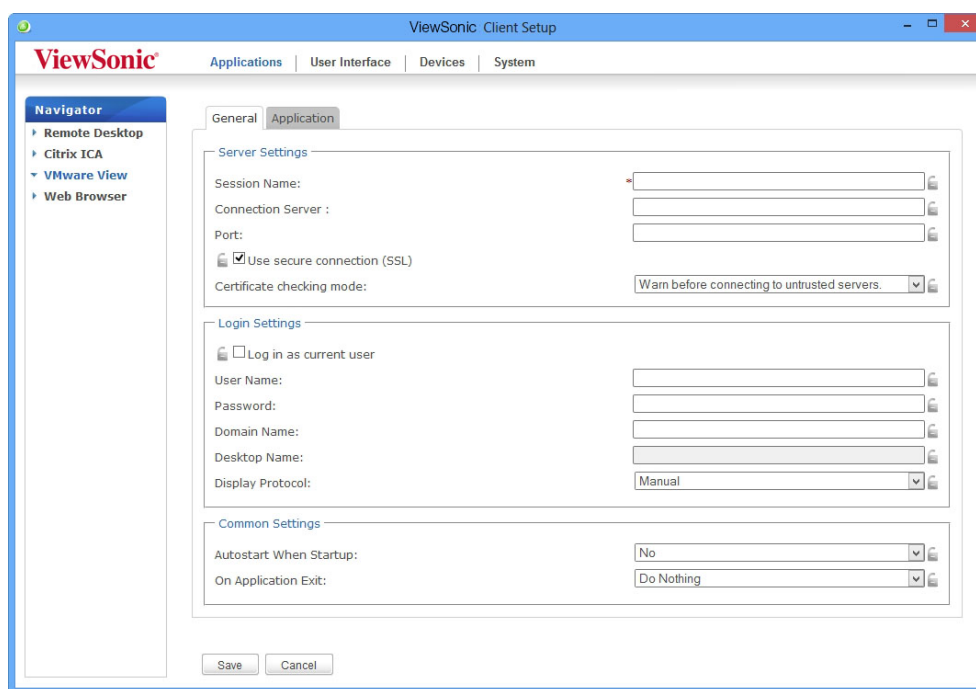 ViewSonic Client Setup
ViewSonic®
Applications | User Interface | Devices | System
Navigator
Remote Desktop
Citrix ICA
VMware View
Web Browser
General
Application
Server Settings
Session Name: *
Connection Server :
Port:
Use secure connection (SSL)
Certificate checking mode: Warn before connecting to untrusted servers.
Login Settings
Log in as current user
User Name:
Password:
Domain Name:
Desktop Name:
Display Protocol: Manual
Common Settings
Autostart When Startup: No
On Application Exit: Do Nothing
Save
Cancel